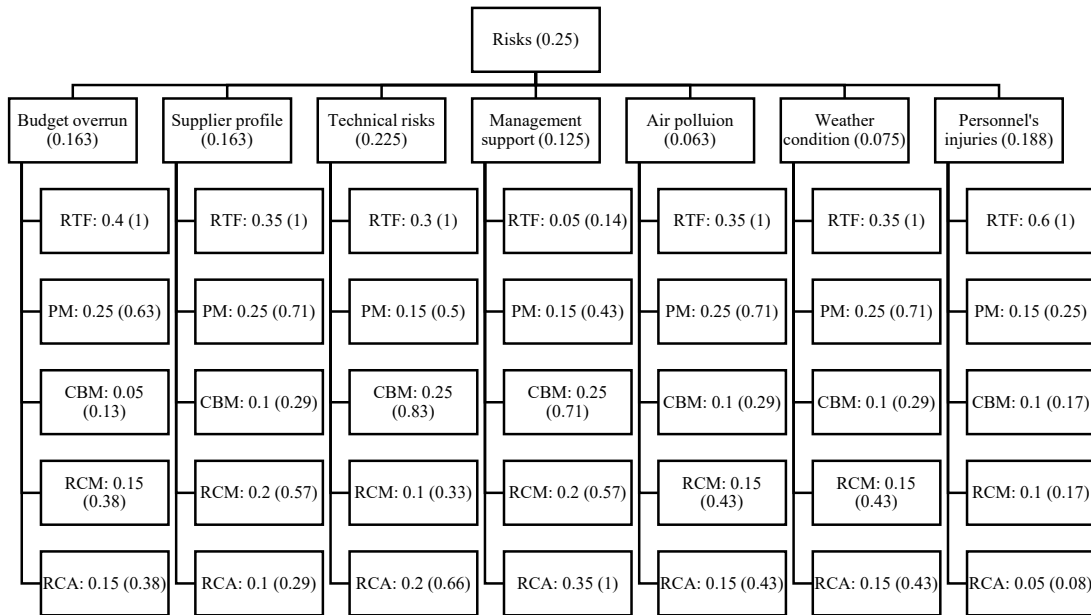 Risks (0.25)
Budget overrun
(0.163)
Supplier profile
(0.163)
Technical risks
(0.225)
Management
support (0.125)
Air polluion
(0.063)
Weather
condition (0.075)
Personnel's
injuries (0.188)
RTF: 0.4 (1)
RTF: 0.35 (1)
RTF: 0.3 (1)
RTF: 0.05 (0.14)
RTF: 0.35 (1)
RTF: 0.35 (1)
RTF: 0.6 (1)
PM: 0.25 (0.63)
PM: 0.25 (0.71)
PM: 0.15 (0.5)
PM: 0.15 (0.43)
PM: 0.25 (0.71)
PM: 0.25 (0.71)
PM: 0.15 (0.25)
CBM: 0.05
(0.13)
CBM: 0.1 (0.29)
CBM: 0.25
(0.83)
CBM: 0.25
(0.71)
CBM: 0.1 (0.29)
CBM: 0.1 (0.29)
CBM: 0.1 (0.17)
RCM: 0.15
(0.38)
RCM: 0.2 (0.57)
RCM: 0.1 (0.33)
RCM: 0.2 (0.57)
RCM: 0.15
(0.43)
RCM: 0.15
(0.43)
RCM: 0.1 (0.17)
RCA: 0.15 (0.38)
RCA: 0.1 (0.29)
RCA: 0.2 (0.66)
RCA: 0.35 (1)
RCA: 0.15 (0.43)
RCA: 0.15 (0.43)
RCA: 0.05 (0.08)